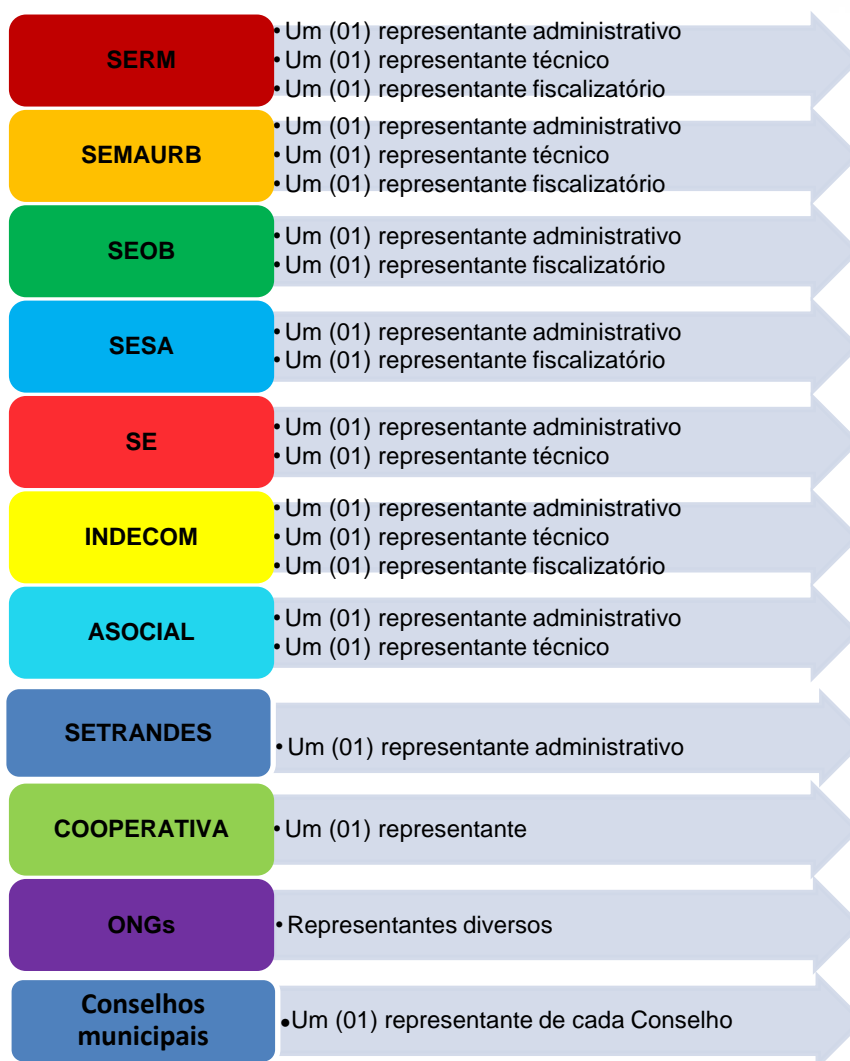 SERM
• Um (01) representante administrativo
• Um (01) representante técnico
• Um (01) representante fiscalizatório
SEMAURB
• Um (01) representante administrativo
• Um (01) representante técnico
• Um (01) representante fiscalizatório
SEOB
• Um (01) representante administrativo
• Um (01) representante fiscalizatório
SESA
• Um (01) representante administrativo
• Um (01) representante fiscalizatório
SE
• Um (01) representante administrativo
• Um (01) representante técnico
INDECOM
• Um (01) representante administrativo
• Um (01) representante técnico
• Um (01) representante fiscalizatório
ASOCIAL
• Um (01) representante administrativo
• Um (01) representante técnico
SETRANDES
• Um (01) representante administrativo
COOPERATIVA
• Um (01) representante
ONGs
• Representantes diversos
Conselhos
municipais
• Um (01) representante de cada Conselho